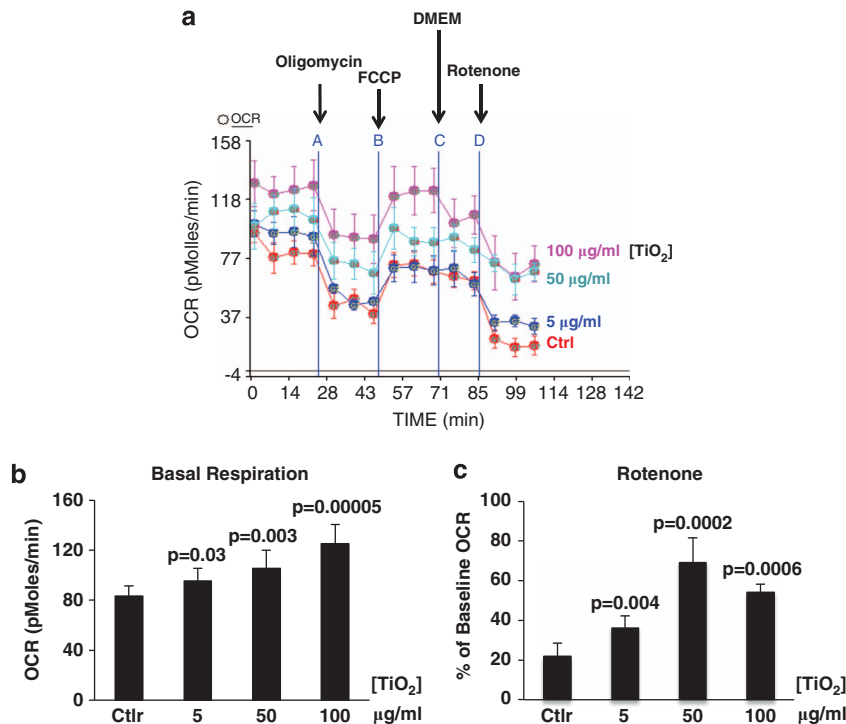 a
DMEM
Oligomycin
FCCP
Rotenone
OCR
A B C D
158
118
77
37
-4
OCR (pMolles/min)
0 14 28 43 57 71 85 99 114 128 142
TIME (min)
100 μg/ml [TiO2]
50 μg/ml
5 μg/ml
Ctrl
b
Basal Respiration
160
120
80
40
0
OCR (pMoles/min)
p=0.03
p=0.003
p=0.00005
Ctlr 5 50 100
[TiO2]
μg/ml
c
Rotenone
100
80
60
40
20
0
% of Baseline OCR
p=0.004
p=0.0002
p=0.0006
Ctlr 5 50 100
[TiO2]
μg/ml